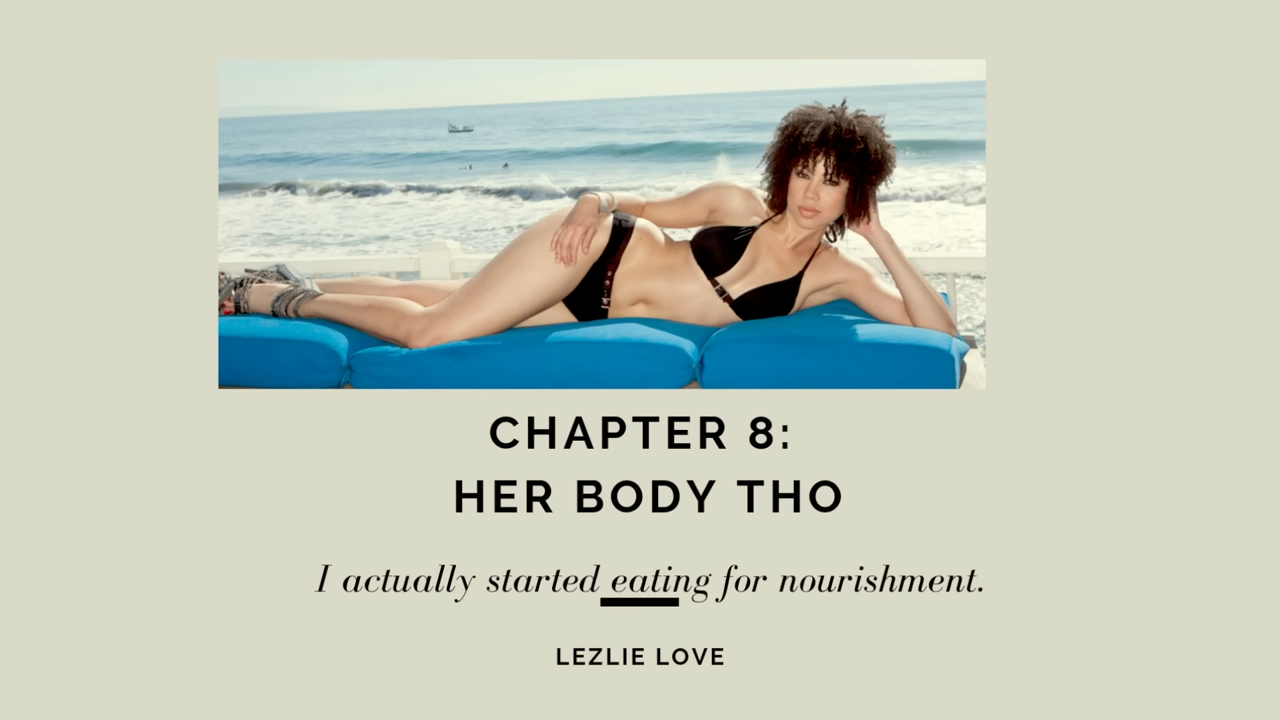 CHAPTER 8:
HER BODY THO
I actually started eating for nourishment.
LEZLIE LOVE